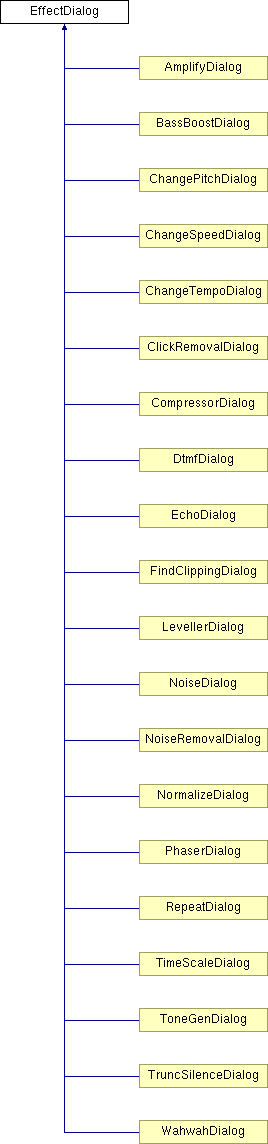 EffectDialog
AmplifyDialog
BassBoostDialog
ChangePitchDialog
ChangeSpeedDialog
ChangeTempoDialog
ClickRemovalDialog
CompressorDialog
DtmfDialog
EchoDialog
FindClippingDialog
LevellerDialog
NoiseDialog
NoiseRemovalDialog
NormalizeDialog
PhaserDialog
RepeatDialog
TimeScaleDialog
ToneGenDialog
TruncSilenceDialog
WahwahDialog